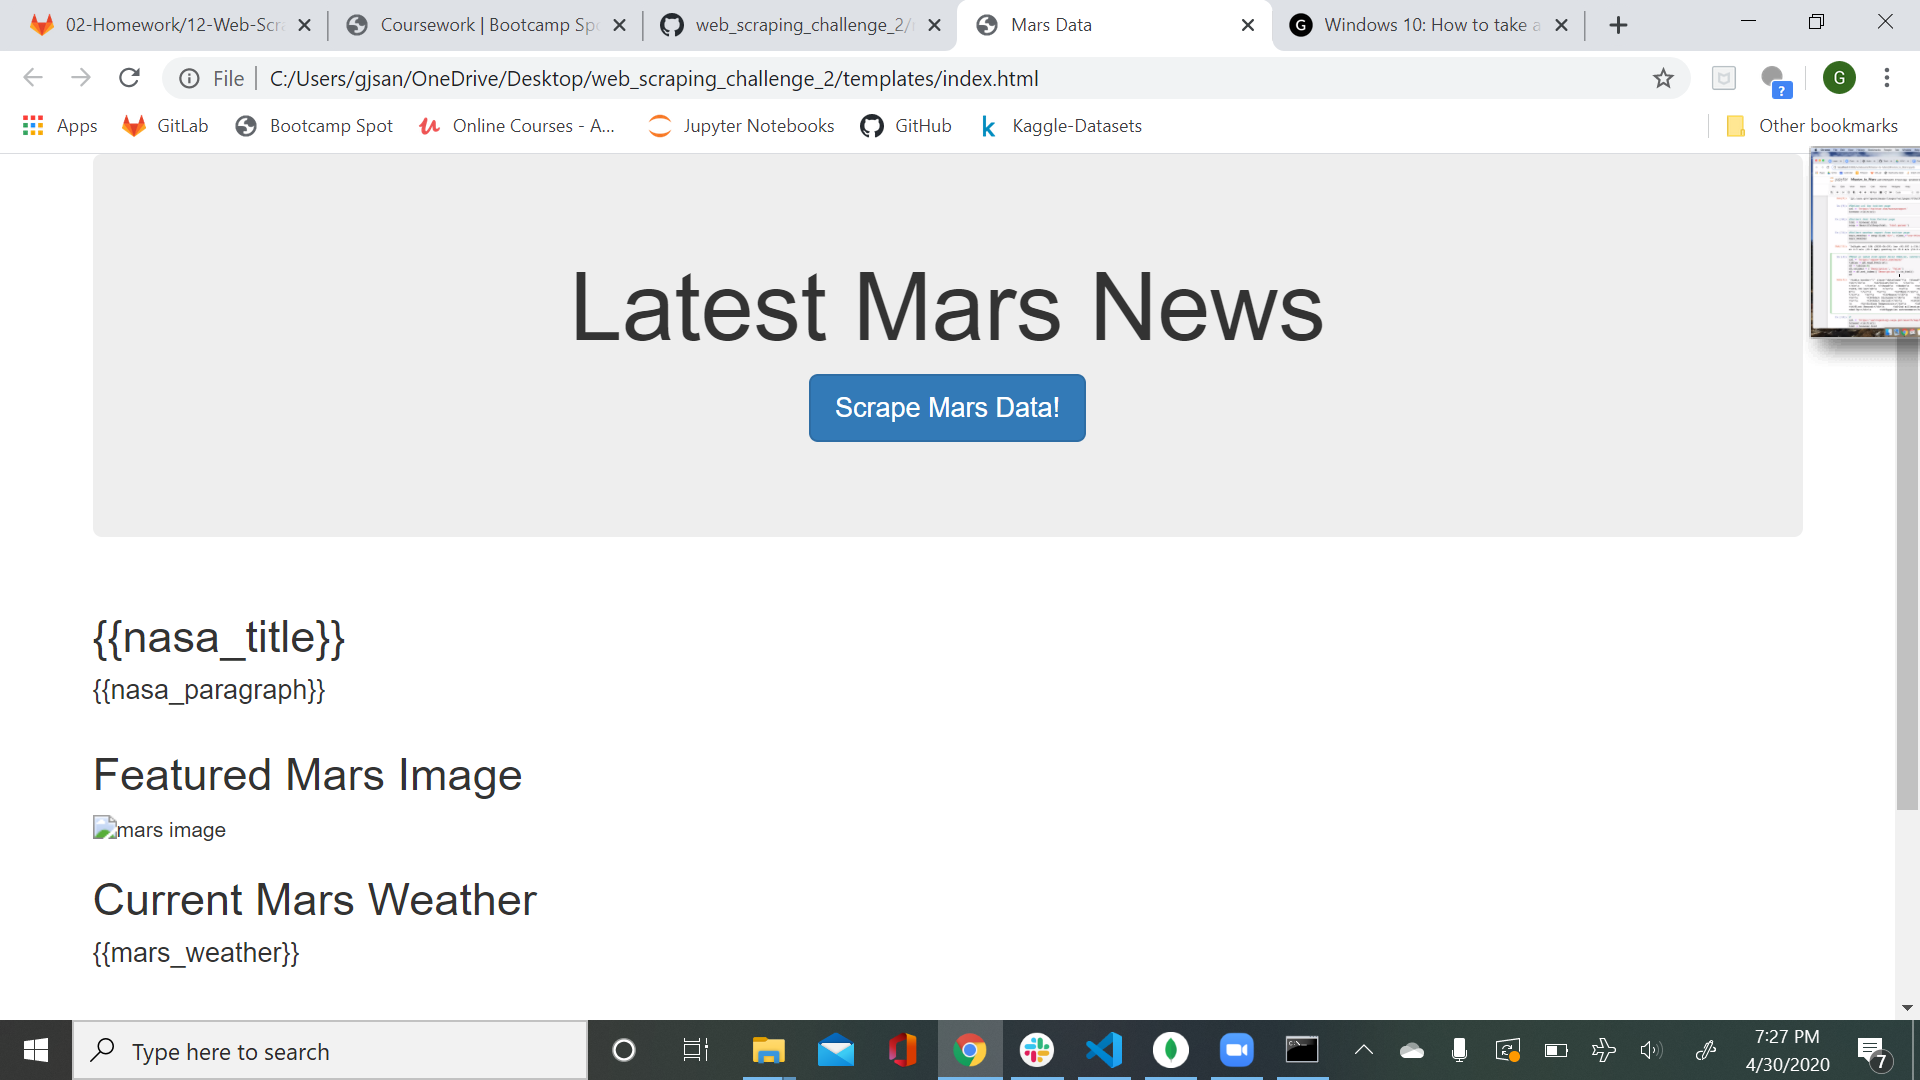 02-Homework/12-Web-Scra
Coursework | Bootcamp Spo
web_scraping_challenge_2/
Mars Data
Windows 10: How to take a
File
C:/Users/gjsan/OneDrive/Desktop/web_scraping_challenge_2/templates/index.html
G
?
Apps
GitLab
Bootcamp Spot
Online Courses - A...
Jupyter Notebooks
GitHub
Kaggle-Datasets
Other bookmarks
Latest Mars News
Scrape Mars Data!
{{nasa_title}}
{{nasa_paragraph}}
Featured Mars Image
mars image
Current Mars Weather
{{mars_weather}}
Type here to search
7:27 PM
4/30/2020
7